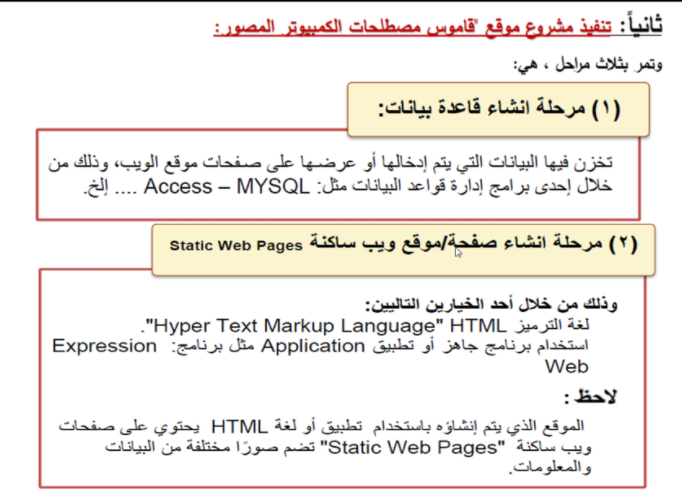 ثانياً: تنفيذ مشروع موقع "قاموس مصطلحات الكمبيوتر المصور:
وتمر بثلاث مراحل ، هي:
(١) مرحلة انشاء قاعدة بيانات:
تخزن فيها البيانات التي يتم إدخالها أو عرضها على صفحات موقع الويب، وذلك من
خلال إحدى برامج إدارة قواعد البيانات مثل: Access – MYSQL .... إلخ.
(٢) مرحلة انشاء صفحة/موقع ويب ساكنة Static Web Pages
وذلك من خلال أحد الخيارين التاليين:
لغة الترميز HTML "Hyper Text Markup Language".
استخدام برنامج جاهز أو تطبيق Application مثل برنامج: Expression
Web
لاحظ :
الموقع الذي يتم إنشاؤه باستخدام تطبيق أو لغة HTML يحتوي على صفحات
ويب ساكنة "Static Web Pages" تضم صورًا مختلفة من البيانات
والمعلومات.